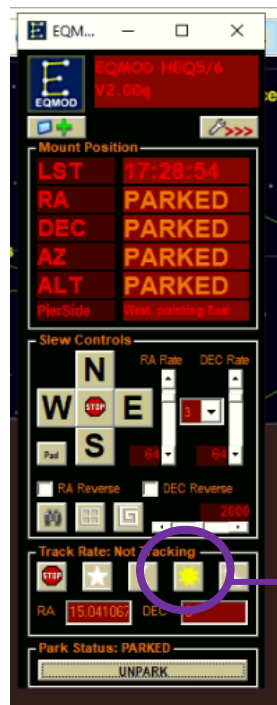 EQM...
EQMOD HEQ5/6
V2.00q
EQMOD
>>>
Mount Position
LST 17:28:54
RA PARKED
DEC PARKED
AZ PARKED
ALT PARKED
PierSide West, pointing East
Slew Controls
RA Rate DEC Rate
N
W STOP E
3
Pad S 64 64
RA Reverse DEC Reverse
2000
Track Rate: Not Tracking
STOP
RA 15.041067 DEC 0
Park Status: PARKED
UNPARK